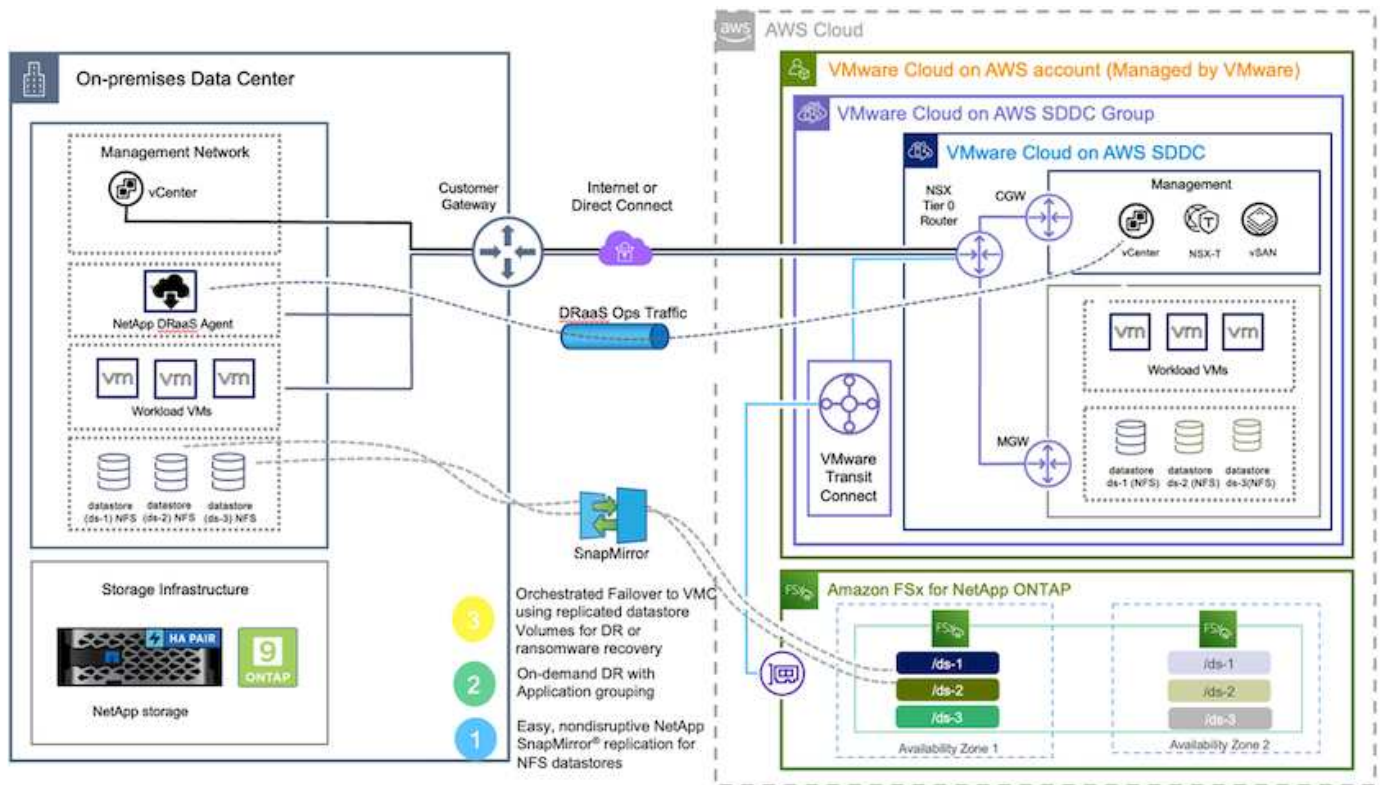 On-premises Data Center
Management Network
vCenter
NetApp DRaaS Agent
vm vm vm
Workload VMs
datastore datastore datastore
(ds-1) NFS (ds-2) NFS (ds-3) NFS
Storage Infrastructure
HA PAIR
9
ONTAP
NetApp storage
Customer
Gateway
Internet or
Direct Connect
DRaaS Ops Traffic
SnapMirror
3
Orchestrated Failover to VMC
using replicated datastore
Volumes for DR or
ransomware recovery
2
On-demand DR with
Application grouping
1
Easy, nondisruptive NetApp
SnapMirror® replication for
NFS datastores
aws
AWS Cloud
VMware Cloud on AWS account (Managed by VMware)
VMware Cloud on AWS SDDC Group
VMware Cloud on AWS SDDC
NSX
Tier 0
Router
CGW
Management
vCenter
T
NSX-T
vSAN
vm vm vm
Workload VMs
MGW
datastore datastore datastore
ds-1 (NFS) ds-2 (NFS) ds-3(NFS)
VMware
Transit
Connect
FSx
Amazon FSx for NetApp ONTAP
FSx
/ds-1
/ds-2
/ds-3
Availability Zone 1
FSx
/ds-1
/ds-2
/ds-3
Availability Zone 2